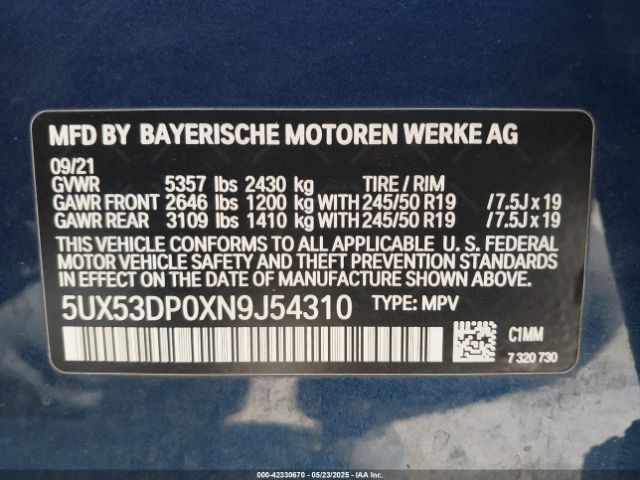 MFD BY BAYERISCHE MOTOREN WERKE AG
09/21
GVWR 5357 lbs 2430 kg TIRE / RIM
GAWR FRONT 2646 lbs 1200 kg WITH 245/50 R19 /7.5J x 19
GAWR REAR 3109 lbs 1410 kg WITH 245/50 R19 /7.5J x 19
THIS VEHICLE CONFORMS TO ALL APPLICABLE U. S. FEDERAL
MOTOR VEHICLE SAFETY AND THEFT PREVENTION STANDARDS
IN EFFECT ON THE DATE OF MANUFACTURE SHOWN ABOVE.
5UX53DP0XN9J54310 TYPE: MPV
C1MM
7 320 730
000-42330670 - 05/23/2025 - IAA Inc.